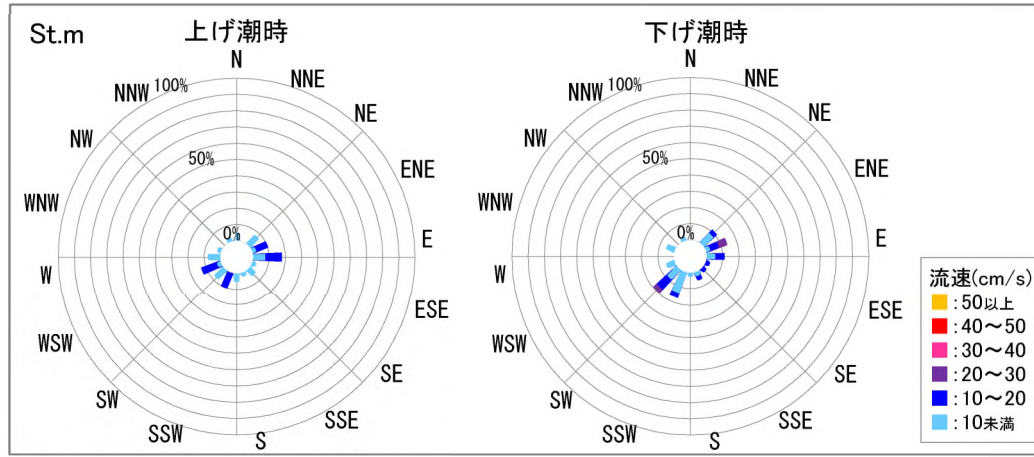 St.m
上げ潮時
N
NNE
NE
ENE
E
ESE
SE
SSE
S
SSW
SW
WSW
W
WNW
NW
NNW
100%
50%
0%
下げ潮時
N
NNE
NE
ENE
E
ESE
SE
SSE
S
SSW
SW
WSW
W
WNW
NW
NNW
100%
50%
0%
流速(cm/s)
:50以上
:40～50
:30～40
:20～30
:10～20
:10未満